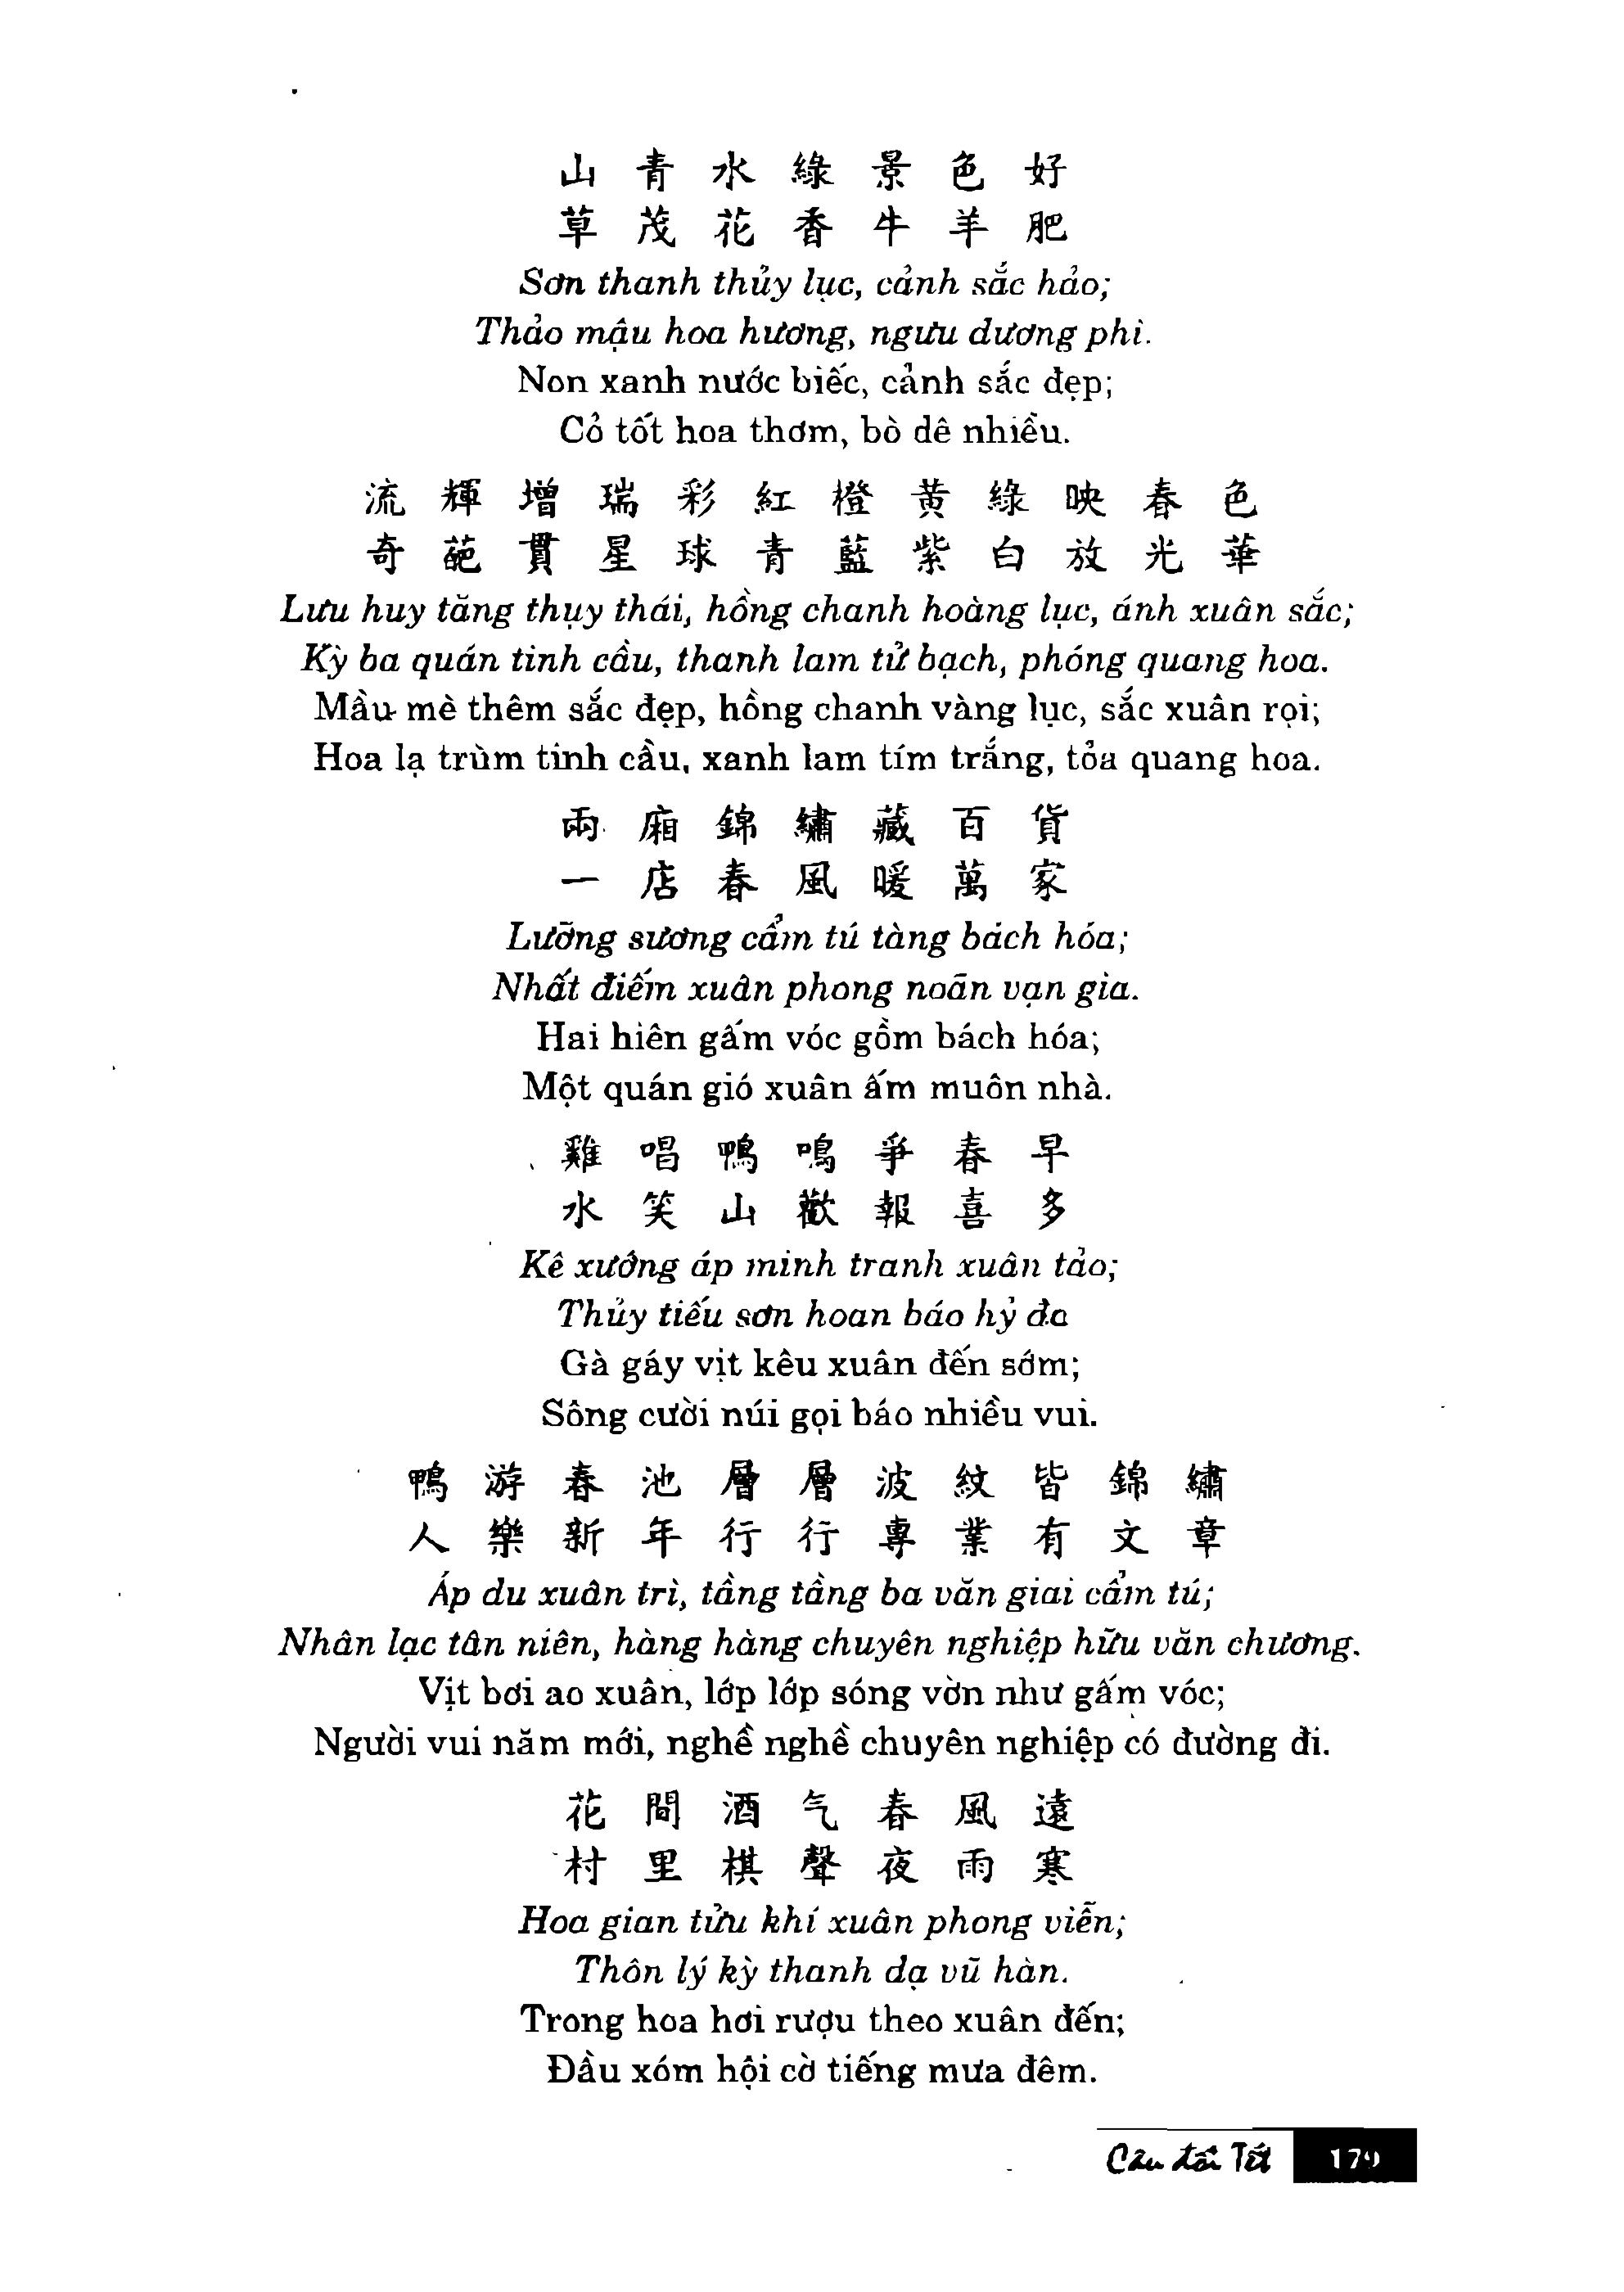 山青水綠景色好
草茂花香牛羊肥
Sơn thanh thủy lục, cảnh sắc hảo;
Thảo mậu hoa hương, ngưu dương phì.
Non xanh nước biếc, cảnh sắc đẹp;
Cỏ tốt hoa thơm, bò dê nhiều.
流輝增瑞彩紅橙黃綠映春色
奇葩貫星球青藍紫白放光華
Lưu huy tăng thụy thái, hồng chanh hoàng lục, ánh xuân sắc;
Kỳ ba quán tinh cầu, thanh lam tử bạch, phóng quang hoa.
Mầu mè thêm sắc đẹp, hồng chanh vàng lục, sắc xuân rọi;
Hoa lạ trùm tinh cầu, xanh lam tím trắng, tỏa quang hoa.
兩廂錦繡藏百貨
一店春風暖萬家
Lưỡng sương cẩm tú tàng bách hóa;
Nhất điếm xuân phong noãn vạn gia.
Hai hiên gấm vóc gồm bách hóa;
Một quán gió xuân ấm muôn nhà.
雞唱鴨鳴爭春早
水笑山歡報喜多
Kê xướng áp minh tranh xuân tảo;
Thủy tiếu sơn hoan báo hỷ đa
Gà gáy vịt kêu xuân đến sớm;
Sông cười núi gọi báo nhiều vui.
鴨游春池層層波紋皆錦繡
人樂新年行行專業有文章
Áp du xuân trì, tầng tầng ba văn giai cẩm tú;
Nhân lạc tân niên, hàng hàng chuyên nghiệp hữu văn chương.
Vịt bơi ao xuân, lớp lớp sóng vờn như gấm vóc;
Người vui năm mới, nghề nghề chuyên nghiệp có đường đi.
花間酒气春風遠
村里棋聲夜雨寒
Hoa gian tửu khí xuân phong viễn;
Thôn lý kỳ thanh dạ vũ hàn.
Trong hoa hơi rượu theo xuân đến;
Đầu xóm hội cờ tiếng mưa đêm.
Câu đối Tết 179